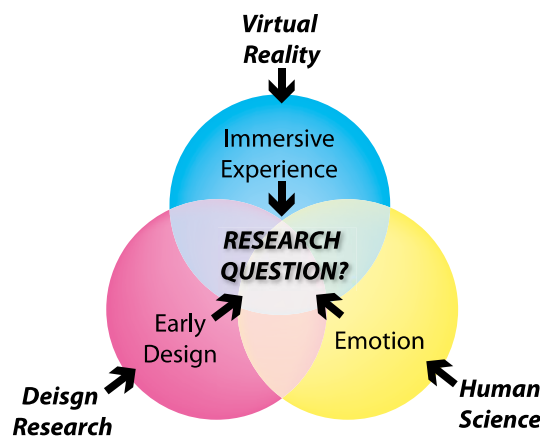 Virtual
Reality
Immersive
Experience
RESEARCH
QUESTION?
Early
Design
Emotion
Deisgn
Research
Human
Science